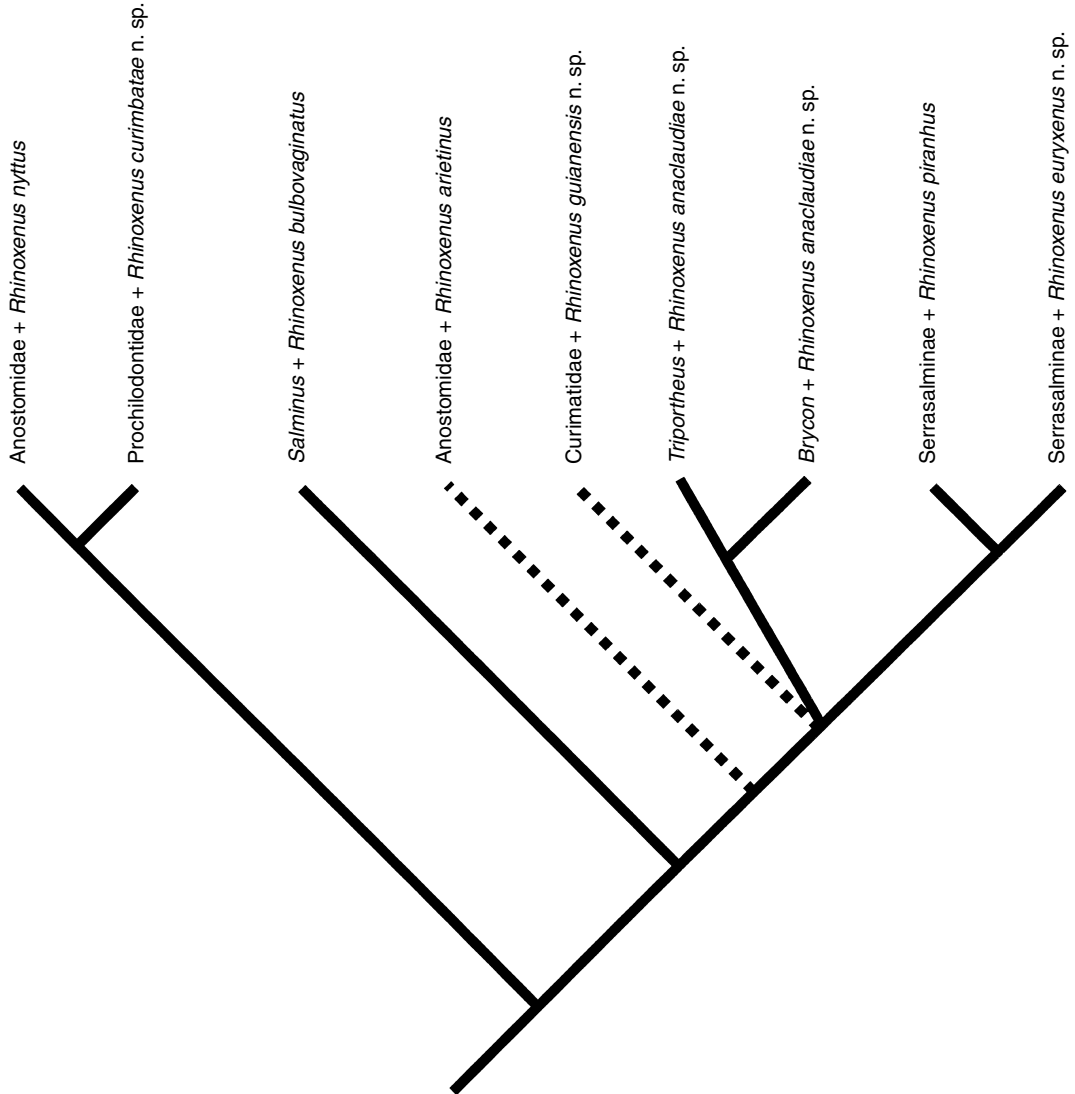 Anostomidae + Rhinoxenus nyttus
Prochilodontidae + Rhinoxenus curimbatae n. sp.
Salminus + Rhinoxenus bulbovaginatus
Anostomidae + Rhinoxenus arietinus
Curimatidae + Rhinoxenus guianensis n. sp.
Triportheus + Rhinoxenus anaclaudiae n. sp.
Brycon + Rhinoxenus anaclaudiae n. sp.
Serrasalminae + Rhinoxenus piranhus
Serrasalminae + Rhinoxenus euryxenus n. sp.